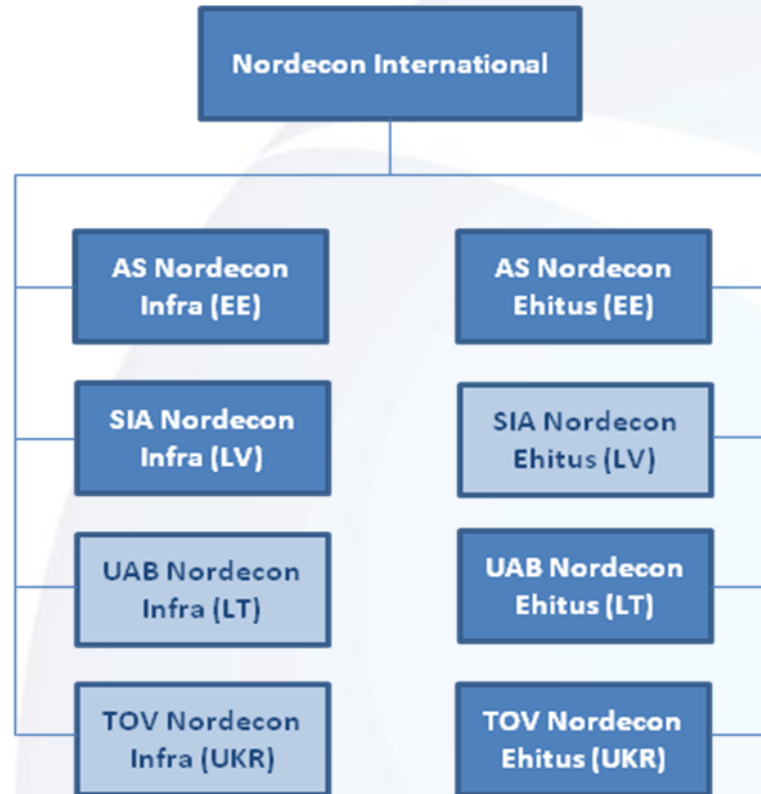 Nordecon International
AS Nordecon
Infra (EE)
AS Nordecon
Ehitus (EE)
SIA Nordecon
Infra (LV)
SIA Nordecon
Ehitus (LV)
UAB Nordecon
Infra (LT)
UAB Nordecon
Ehitus (LT)
TOV Nordecon
Infra (UKR)
TOV Nordecon
Ehitus (UKR)